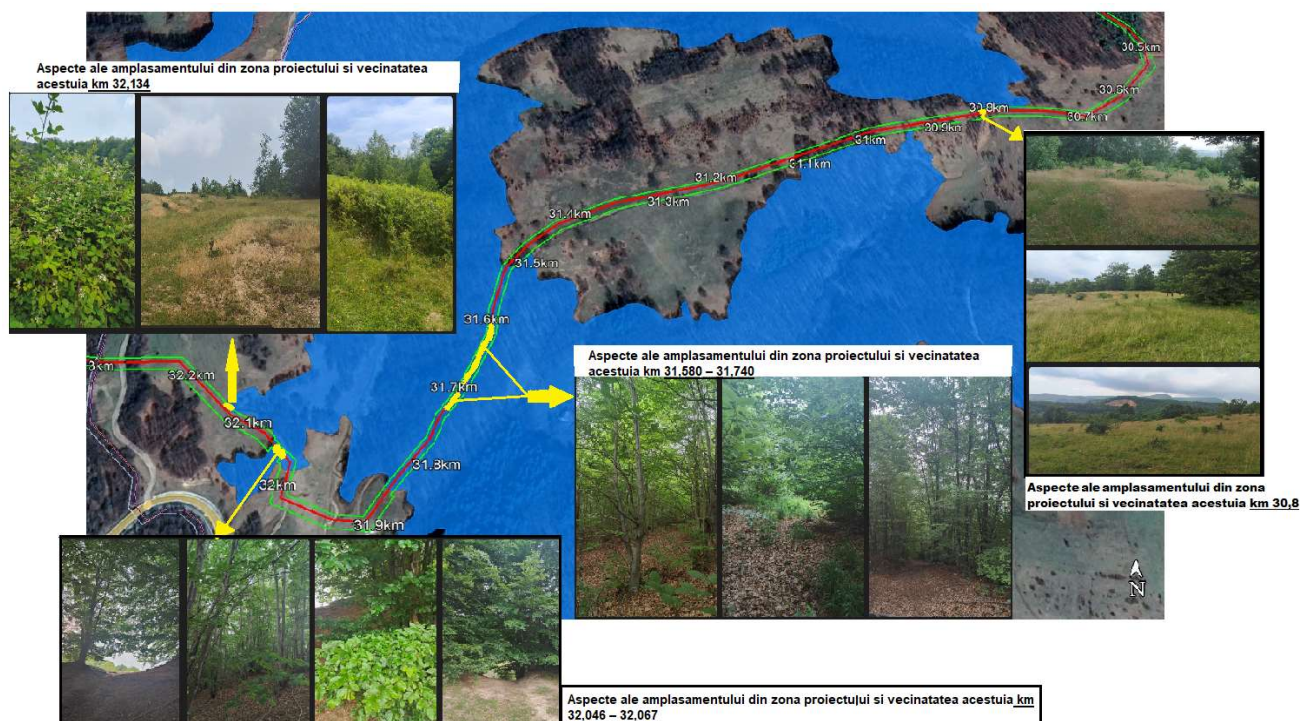 Aspecte ale amplasamentului din zona proiectului si vecinatatea
acestuia km 32,134
30.5km
30.6km
30.7km
30.8km
30.9km
31km
31.1km
31.2km
31.3km
31.4km
31.5km
31.6km
31.7km
31.8km
31.9km
32km
32.1km
32.2km
Aspecte ale amplasamentului din zona proiectului si vecinatatea
acestuia km 31,580 – 31,740
Aspecte ale amplasamentului din zona
proiectului si vecinatatea acestuia km 30,8
N
Aspecte ale amplasamentului din zona proiectului si vecinatatea acestuia km
32,046 – 32,067